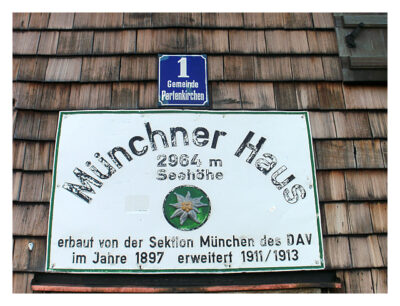 1
Gemeinde
Partenkirchen
Münchner Haus
2964 m
Seehöhe
erbaut von der Sektion München des DAV
im Jahre 1897 erweitert 1911/1913